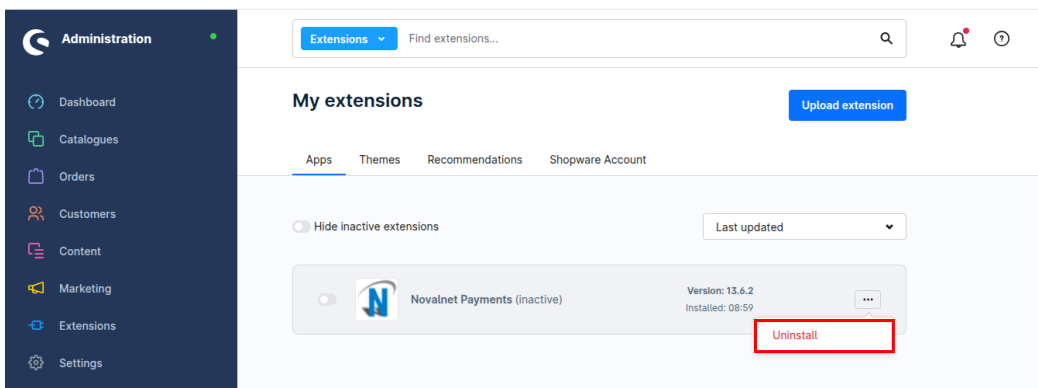 Administration
Dashboard
Catalogues
Orders
Customers
Content
Marketing
Extensions
Settings
Extensions
Find extensions...
My extensions
Upload extension
Apps
Themes
Recommendations
Shopware Account
Hide inactive extensions
Last updated
N
Novalnet Payments (inactive)
Version: 13.6.2
Installed: 08:59
Uninstall